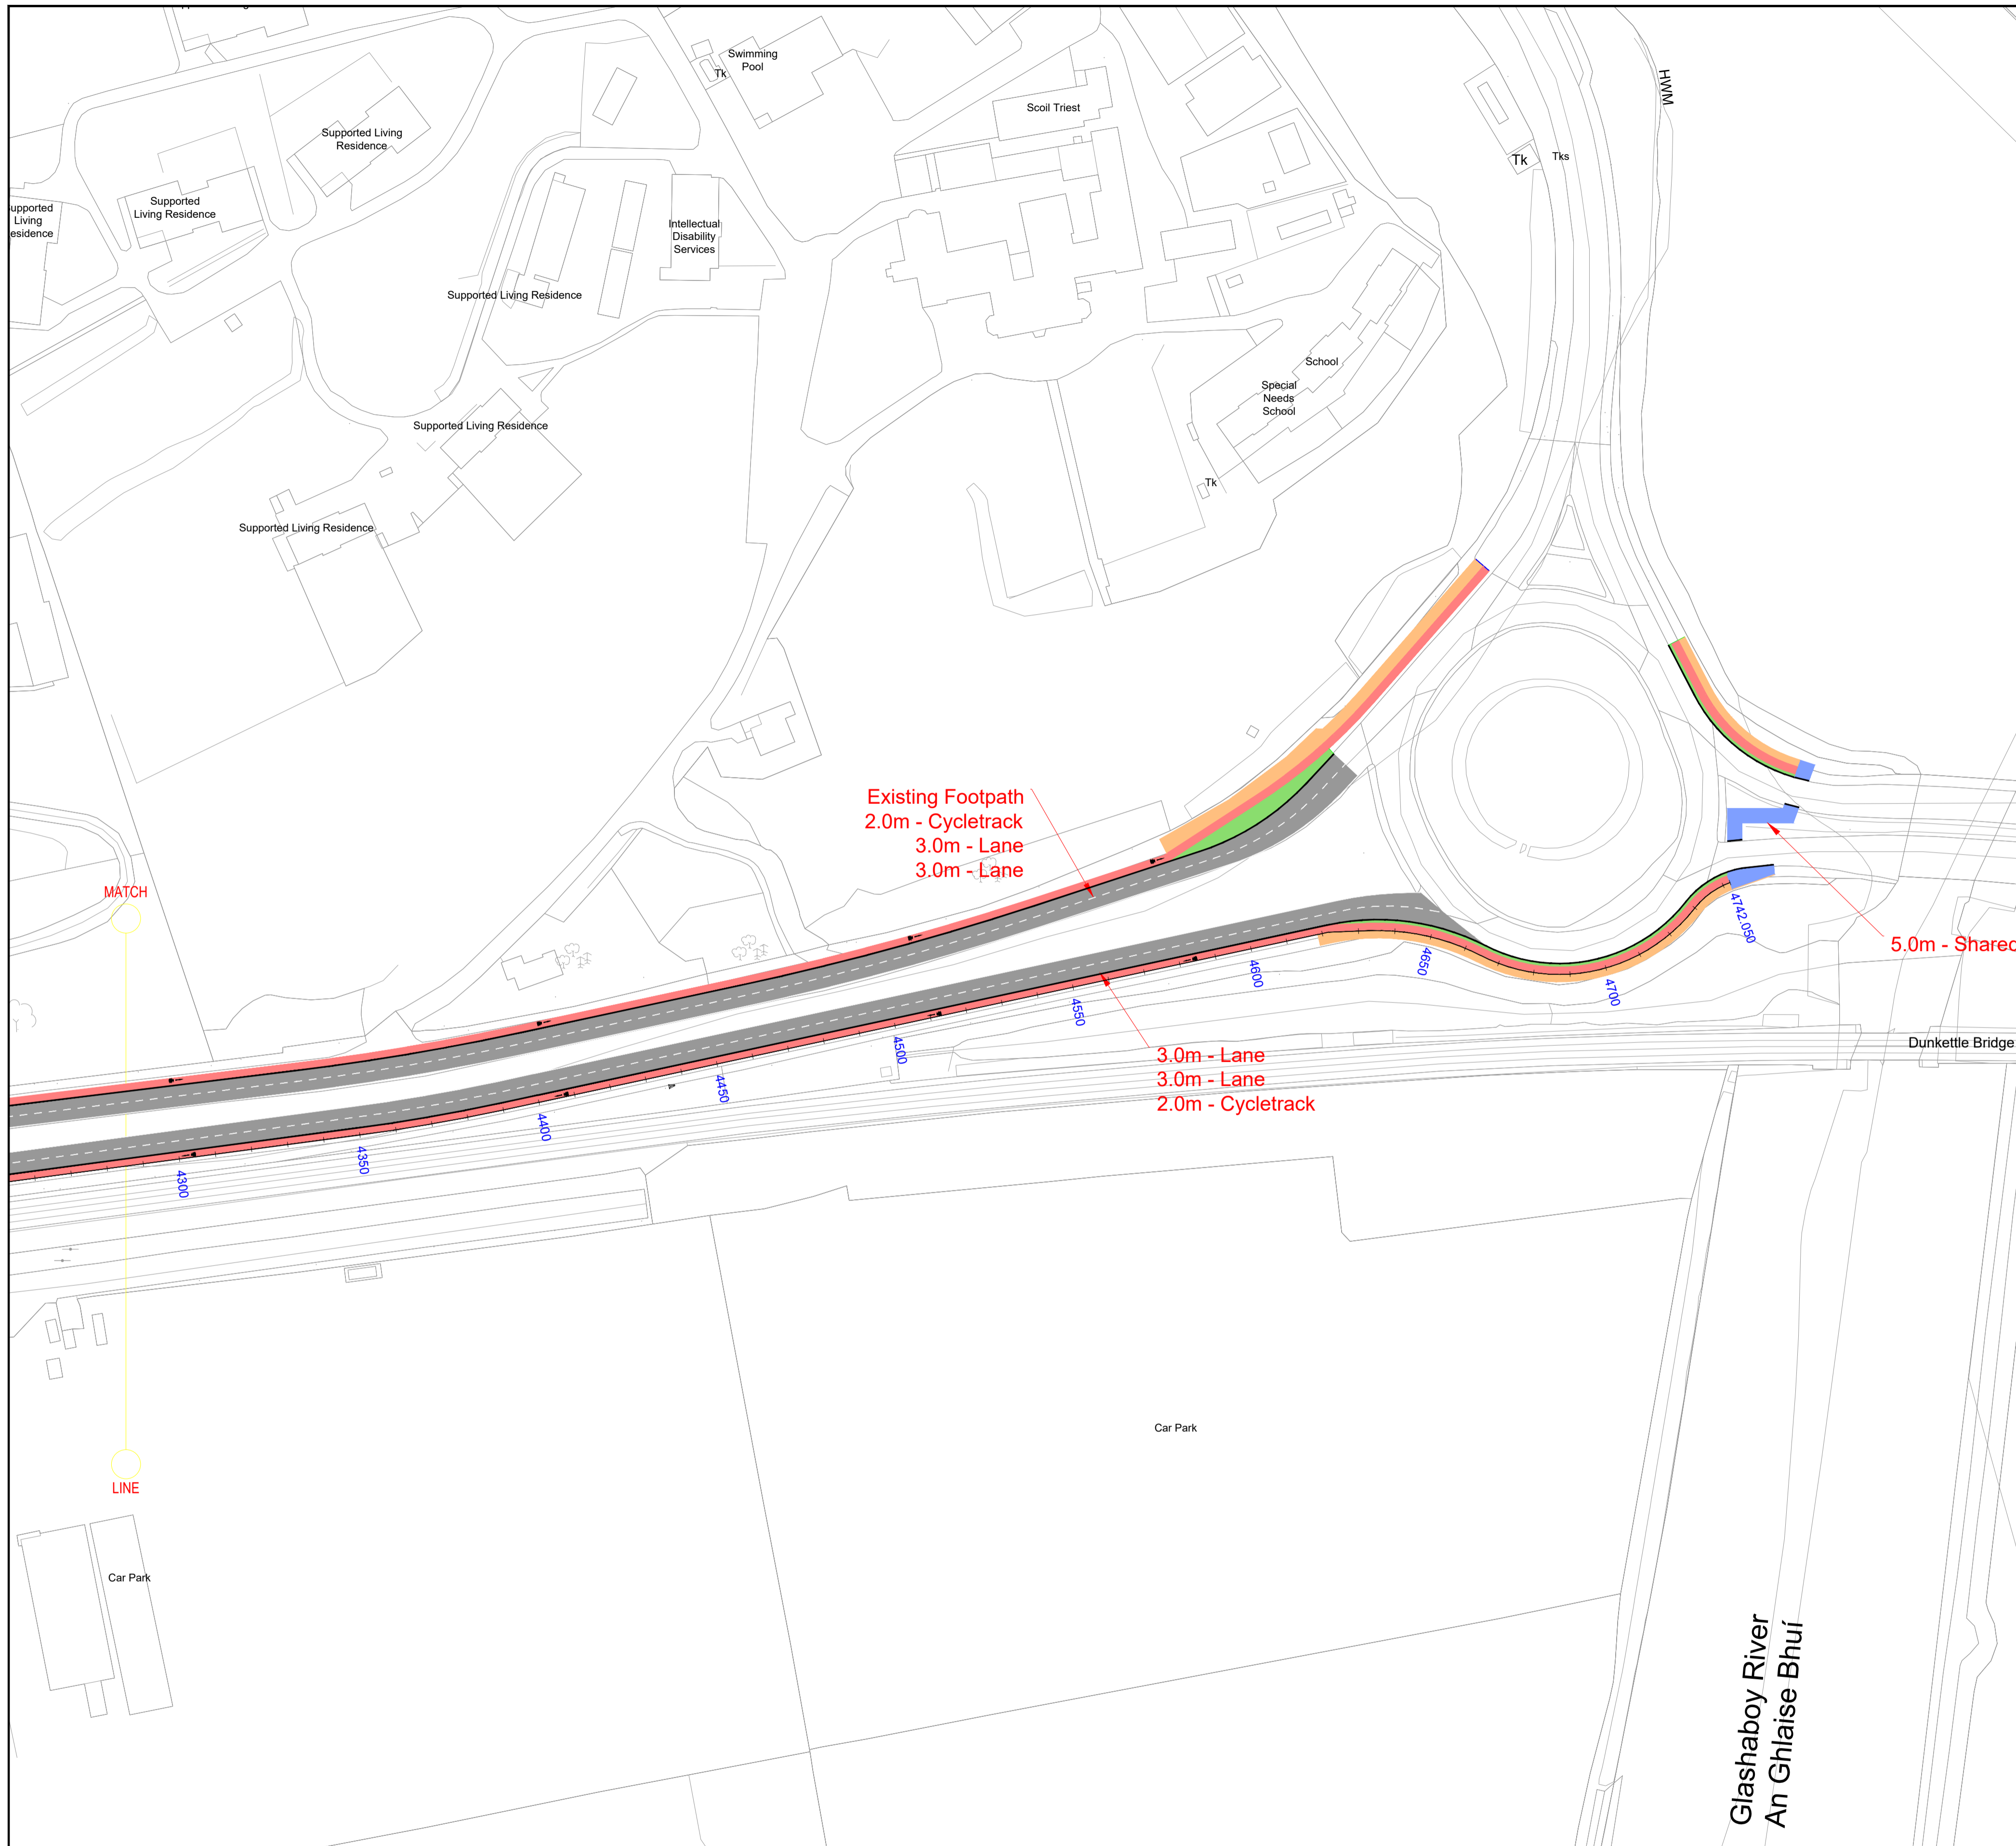 Swimming
Pool
Tk
Scoil Triest
HWM
Tk
Tks
Supported Living
Residence
Supported
Living Residence
upported
Living
esidence
Intellectual
Disability
Services
Supported Living Residence
School
Special
Needs
School
Supported Living Residence
Tk
Supported Living Residence
Existing Footpath
2.0m - Cycletrack
3.0m - Lane
3.0m - Lane
MATCH
4742.050
5.0m - Shared
4650
4600
4700
4550
4500
Dunkettle Bridge
3.0m - Lane
3.0m - Lane
2.0m - Cycletrack
4450
4400
4350
4300
Car Park
LINE
Car Park
Glashaboy River
An Ghlaise Bhuí